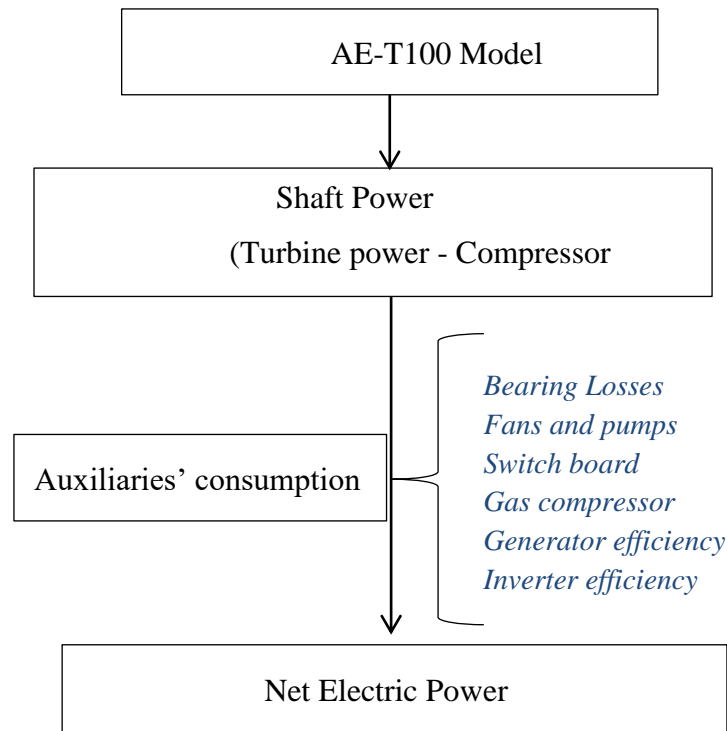 AE-T100 Model
Shaft Power
(Turbine power - Compressor
Bearing Losses
Fans and pumps
Switch board
Gas compressor
Generator efficiency
Inverter efficiency
Auxiliaries’ consumption
Net Electric Power